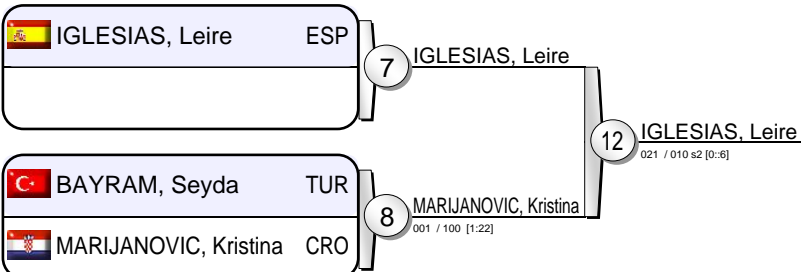 IGLESIAS, Leire ESP
7
IGLESIAS, Leire
12
IGLESIAS, Leire
021 / 010 s2 [0::6]
BAYRAM, Seyda TUR
8
MARIJANOVIC, Kristina
001 / 100 [1:22]
MARIJANOVIC, Kristina CRO